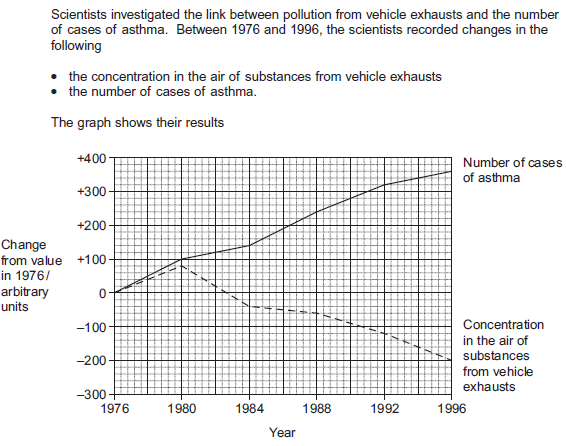 Scientists investigated the link between pollution from vehicle exhausts and the number
of cases of asthma. Between 1976 and 1996, the scientists recorded changes in the
following
• the concentration in the air of substances from vehicle exhausts
• the number of cases of asthma.
The graph shows their results
Change
from value
in 1976/
arbitrary
units
+400
+300
+200
+100
0
–100
–200
–300
Number of cases
of asthma
Concentration
in the air of
substances
from vehicle
exhausts
1976 1980 1984 1988 1992 1996
Year